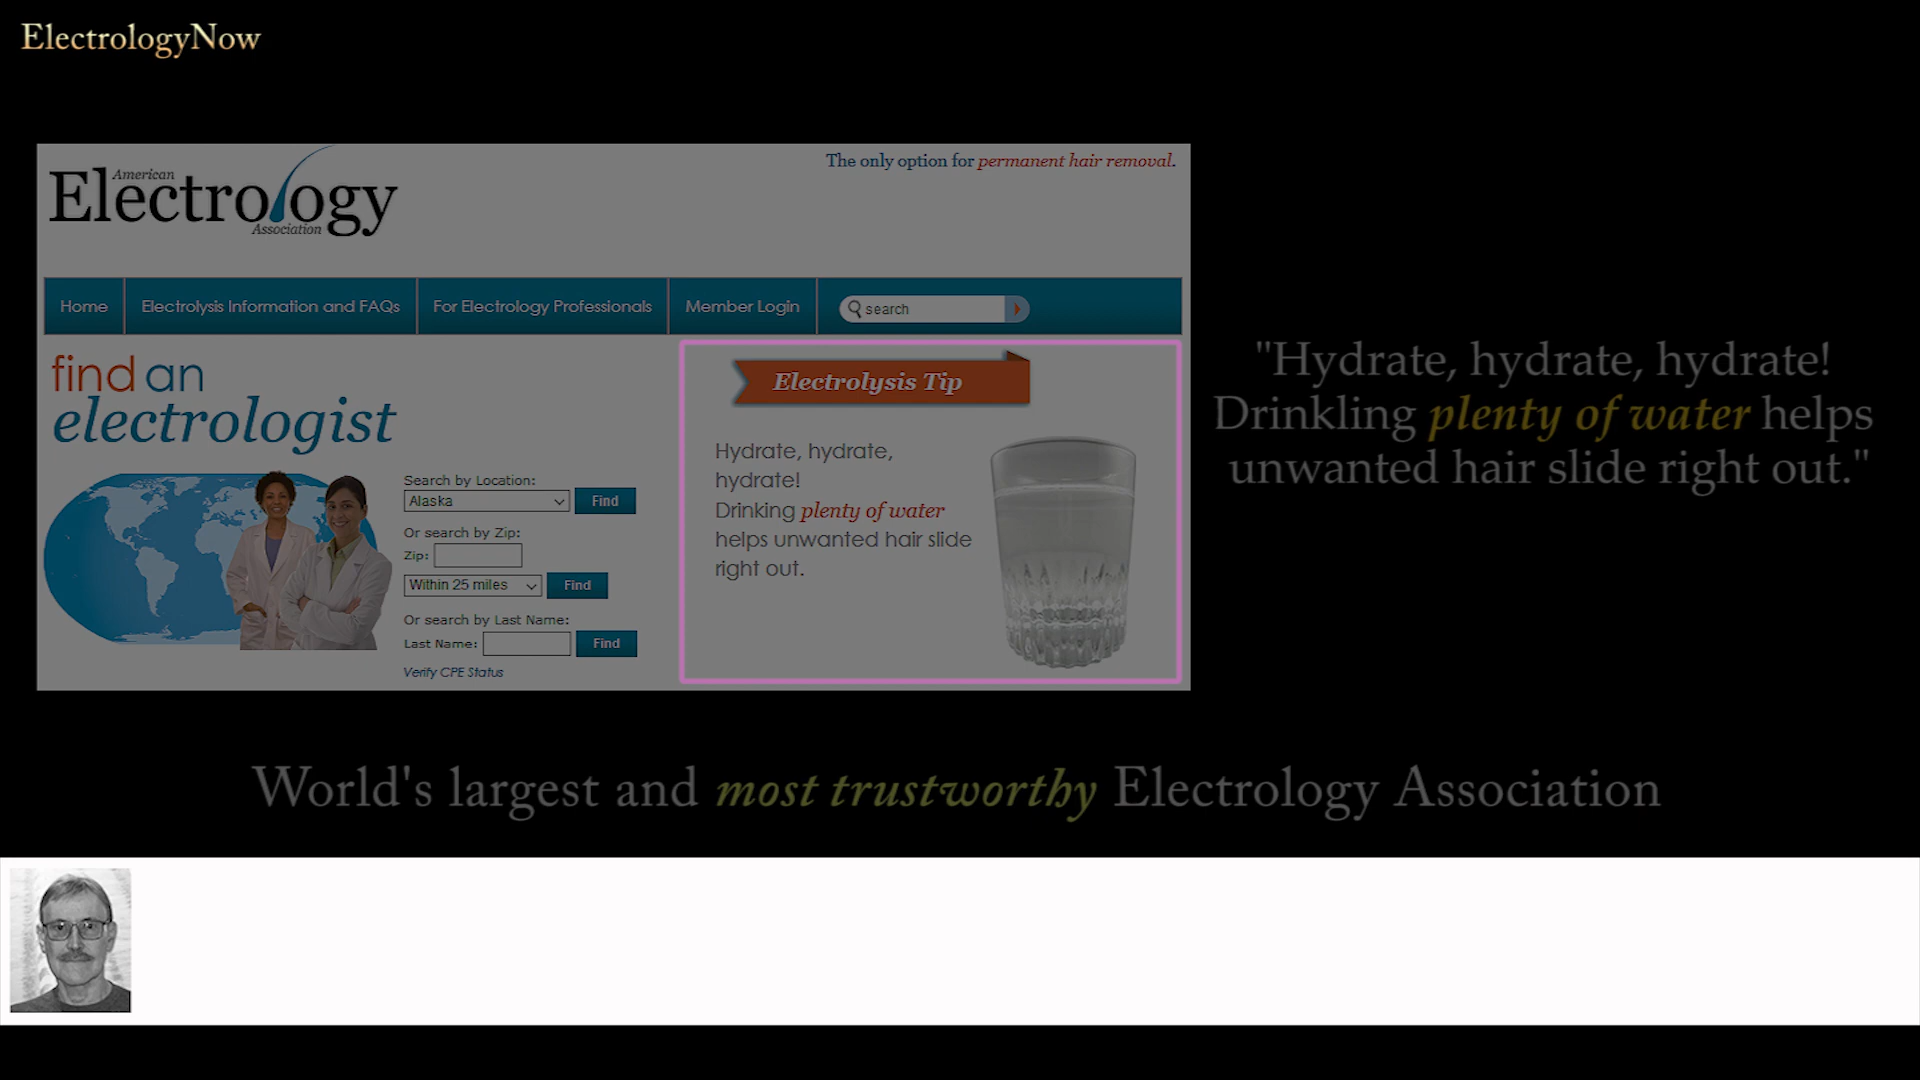 ElectrologyNow
The only option for permanent hair removal.
American
Electrology
Association
Home
Electrolysis Information and FAQs
For Electrology Professionals
Member Login
search
find an
electrologist
Search by Location:
Alaska
Find
Or search by Zip:
Zip:
Within 25 miles
Find
Or search by Last Name:
Last Name:
Find
Verify CPE Status
Electrolysis Tip
Hydrate, hydrate,
hydrate!
Drinking plenty of water
helps unwanted hair slide
right out.
"Hydrate, hydrate, hydrate!
Drinkling plenty of water helps
unwanted hair slide right out."
World's largest and most trustworthy Electrology Association